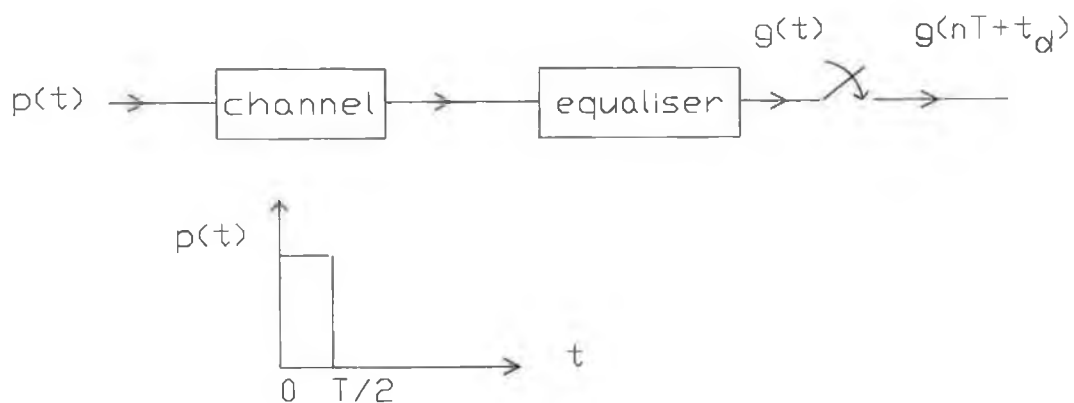 g(t) g(nT+t_d)
p(t) channel equaliser
p(t)
0 T/2 t